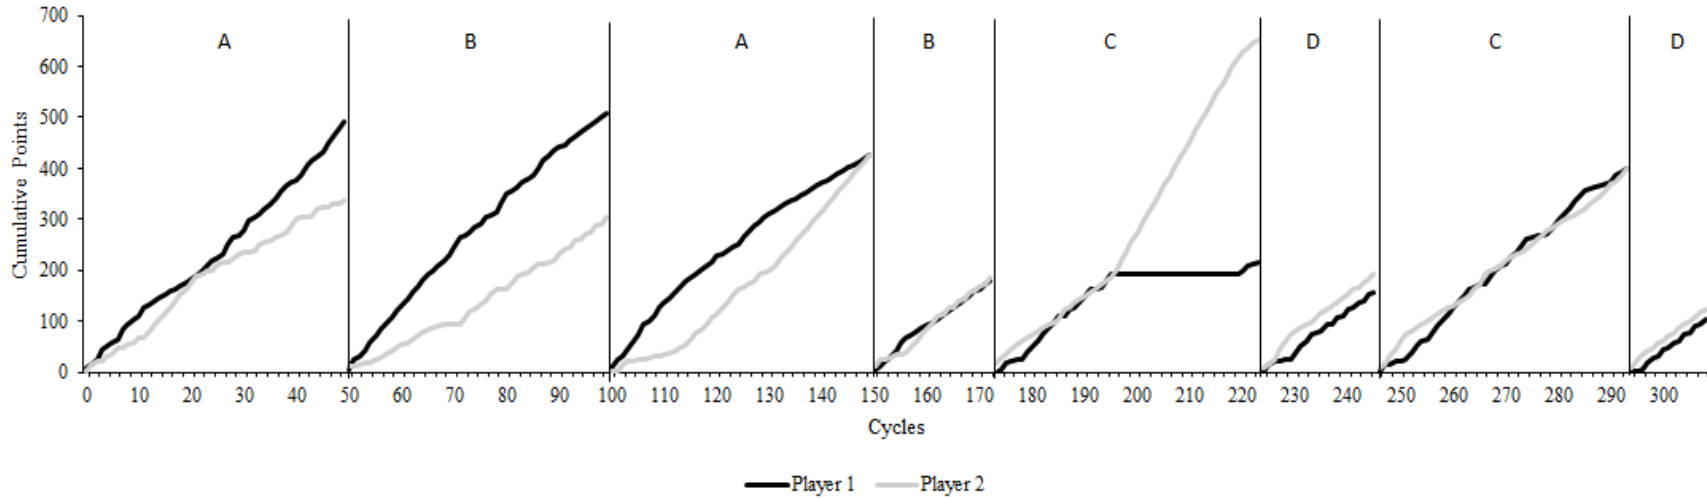 700
600
500
400
300
200
100
0
Cumulative Points
A B A B C D C D
0 10 20 30 40 50 60 70 80 90 100 110 120 130 140 150 160 170 180 190 200 210 220 230 240 250 260 270 280 290 300
Cycles
Player 1 Player 2